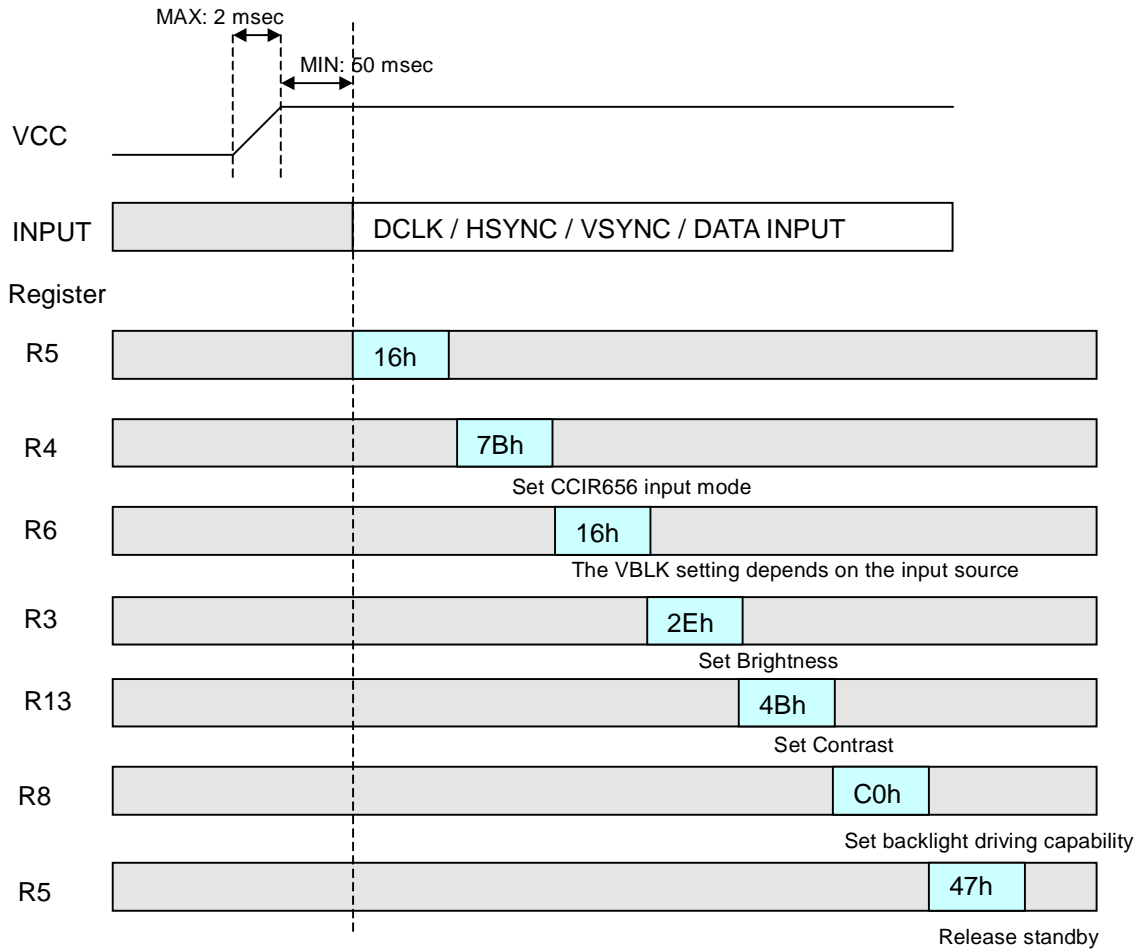 MAX: 2 msec
MIN: 50 msec
VCC
INPUT
DCLK / HSYNC / VSYNC / DATA INPUT
Register
R5
16h
R4
7Bh
Set CCIR656 input mode
R6
16h
The VBLK setting depends on the input source
R3
2Eh
Set Brightness
R13
4Bh
Set Contrast
R8
C0h
Set backlight driving capability
R5
47h
Release standby